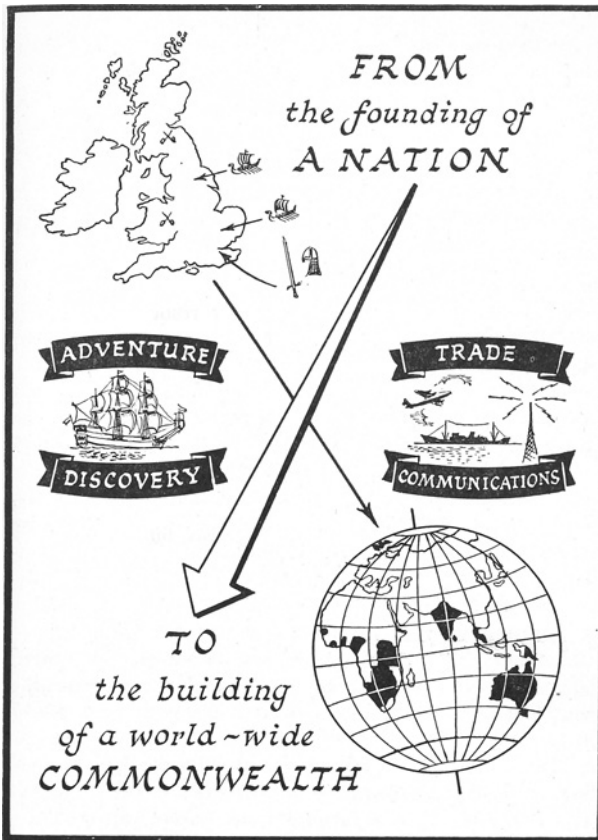 FROM
the founding of
A NATION
ADVENTURE
DISCOVERY
TRADE
COMMUNICATIONS
TO
the building
of a world-wide
COMMONWEALTH